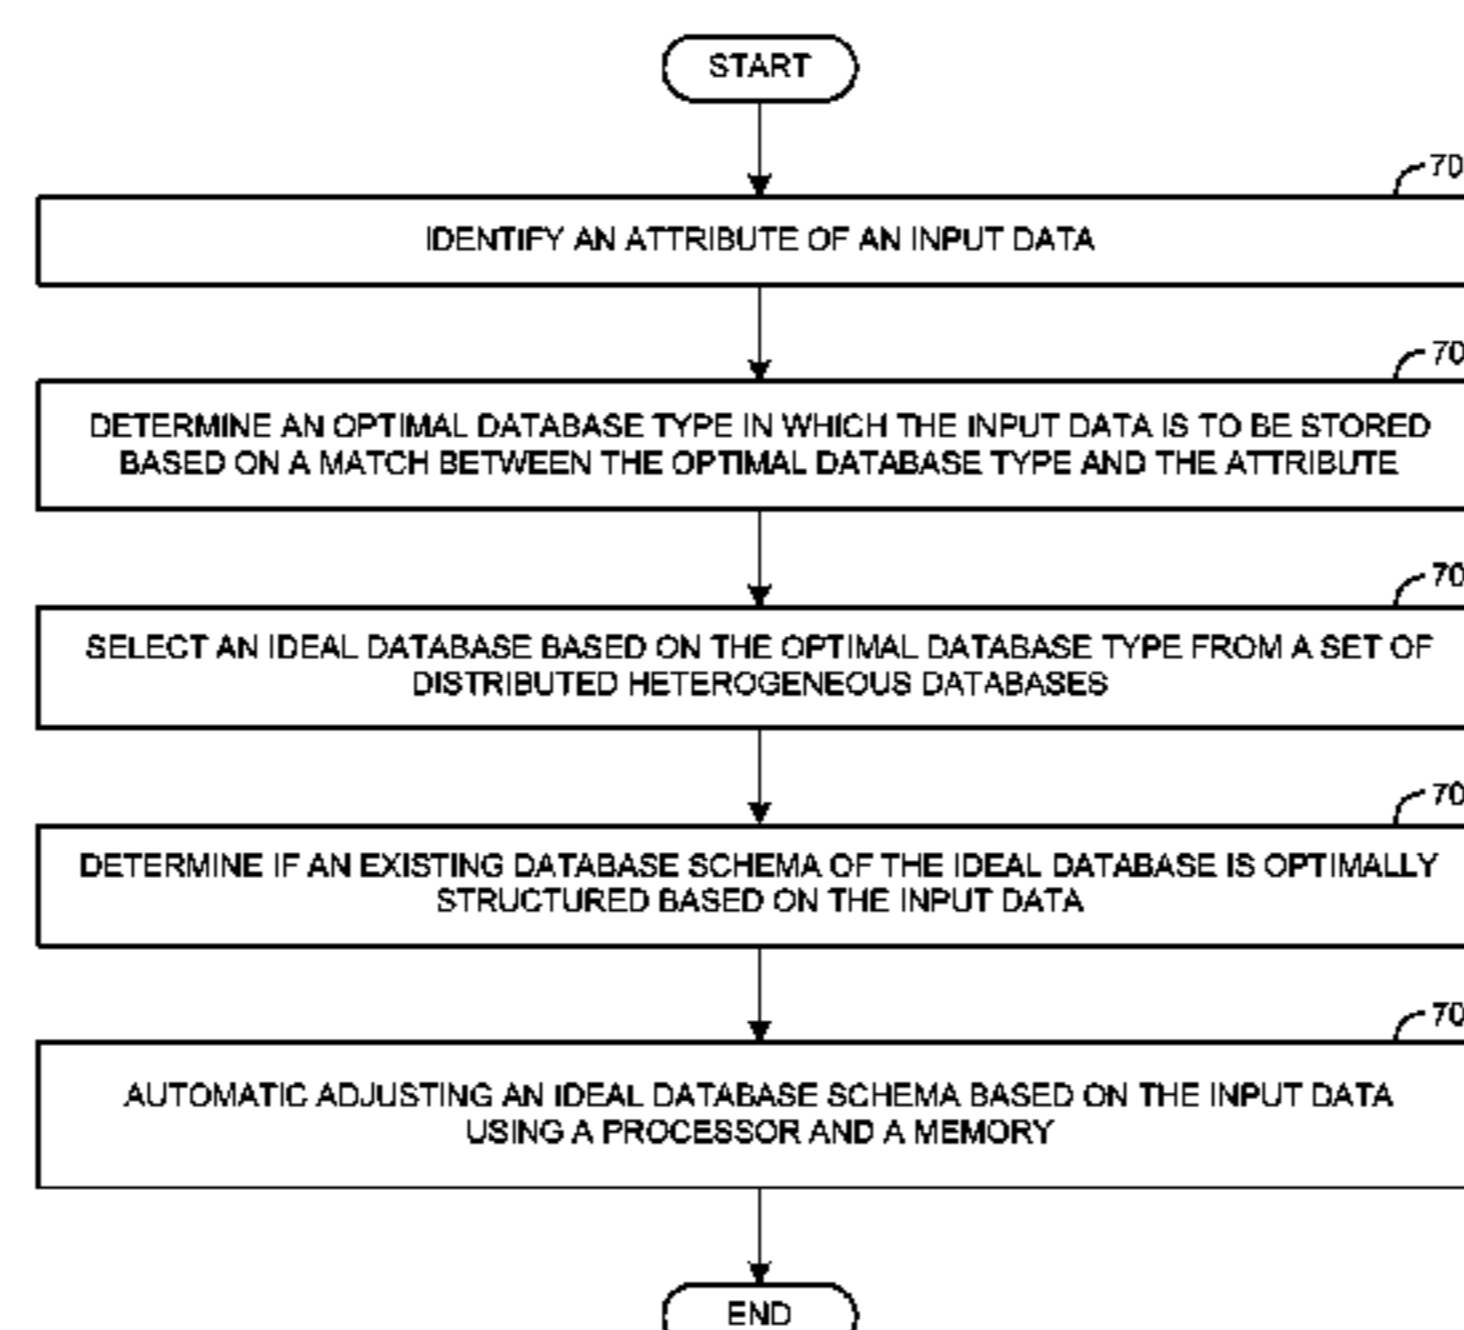 START
70
IDENTIFY AN ATTRIBUTE OF AN INPUT DATA
70
DETERMINE AN OPTIMAL DATABASE TYPE IN WHICH THE INPUT DATA IS TO BE STORED
BASED ON A MATCH BETWEEN THE OPTIMAL DATABASE TYPE AND THE ATTRIBUTE
70
SELECT AN IDEAL DATABASE BASED ON THE OPTIMAL DATABASE TYPE FROM A SET OF
DISTRIBUTED HETEROGENEOUS DATABASES
70
DETERMINE IF AN EXISTING DATABASE SCHEMA OF THE IDEAL DATABASE IS OPTIMALLY
STRUCTURED BASED ON THE INPUT DATA
70
AUTOMATIC ADJUSTING AN IDEAL DATABASE SCHEMA BASED ON THE INPUT DATA
USING A PROCESSOR AND A MEMORY
END